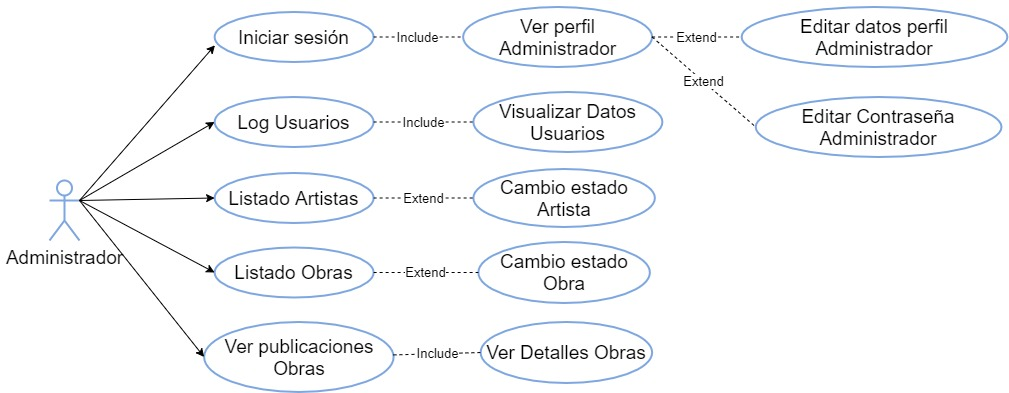 Iniciar sesión
Include
Ver perfil
Administrador
Extend
Editar datos perfil
Administrador
Extend
Editar Contraseña
Administrador
Log Usuarios
Include
Visualizar Datos
Usuarios
Listado Artistas
Extend
Cambio estado
Artista
Administrador
Listado Obras
Extend
Cambio estado
Obra
Ver publicaciones
Obras
Include
Ver Detalles Obras